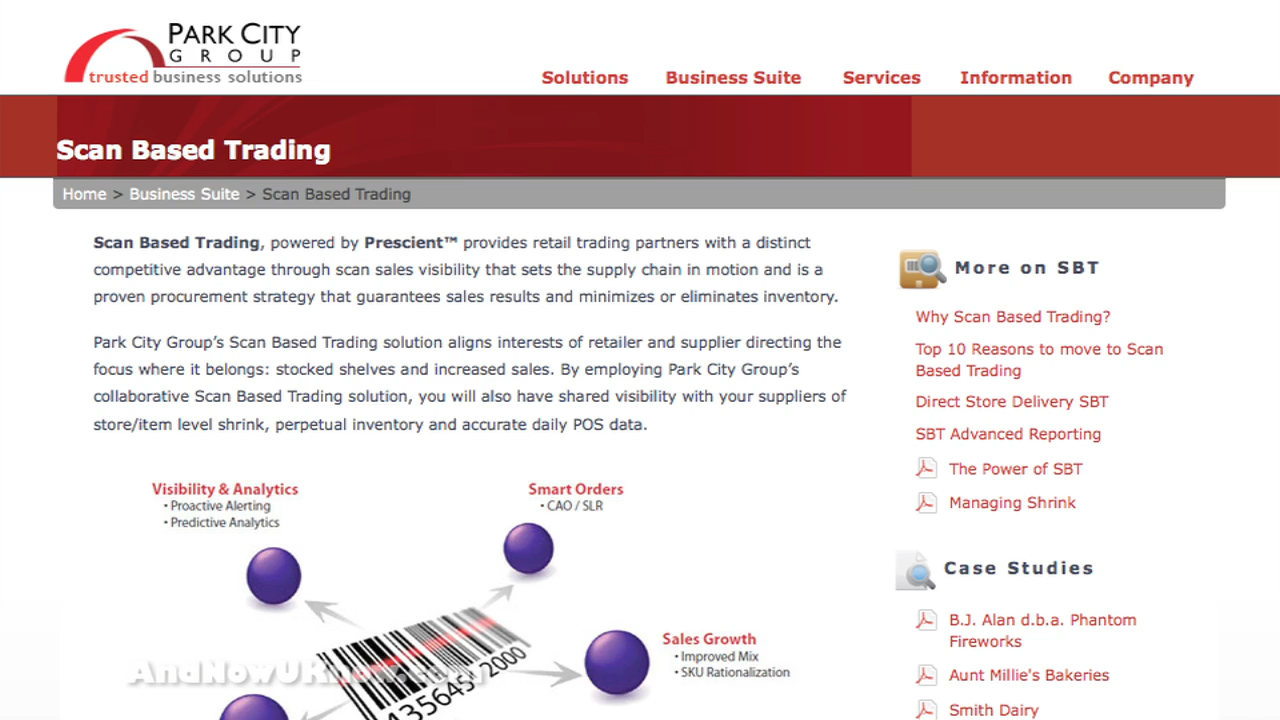 PARK CITY
GROUP
trusted business solutions
Solutions
Business Suite
Services
Information
Company
Scan Based Trading
Home > Business Suite > Scan Based Trading
Scan Based Trading, powered by Prescient™ provides retail trading partners with a distinct
competitive advantage through scan sales visibility that sets the supply chain in motion and is a
proven procurement strategy that guarantees sales results and minimizes or eliminates inventory.
Park City Group's Scan Based Trading solution aligns interests of retailer and supplier directing the
focus where it belongs: stocked shelves and increased sales. By employing Park City Group's
collaborative Scan Based Trading solution, you will also have shared visibility with your suppliers of
store/item level shrink, perpetual inventory and accurate daily POS data.
Visibility & Analytics
• Proactive Alerting
• Predictive Analytics
Smart Orders
• CAO / SLR
Sales Growth
• Improved Mix
• SKU Rationalization
435645 2000
AndNowUKnow.com
More on SBT
Why Scan Based Trading?
Top 10 Reasons to move to Scan
Based Trading
Direct Store Delivery SBT
SBT Advanced Reporting
The Power of SBT
Managing Shrink
Case Studies
B.J. Alan d.b.a. Phantom
Fireworks
Aunt Millie's Bakeries
Smith Dairy